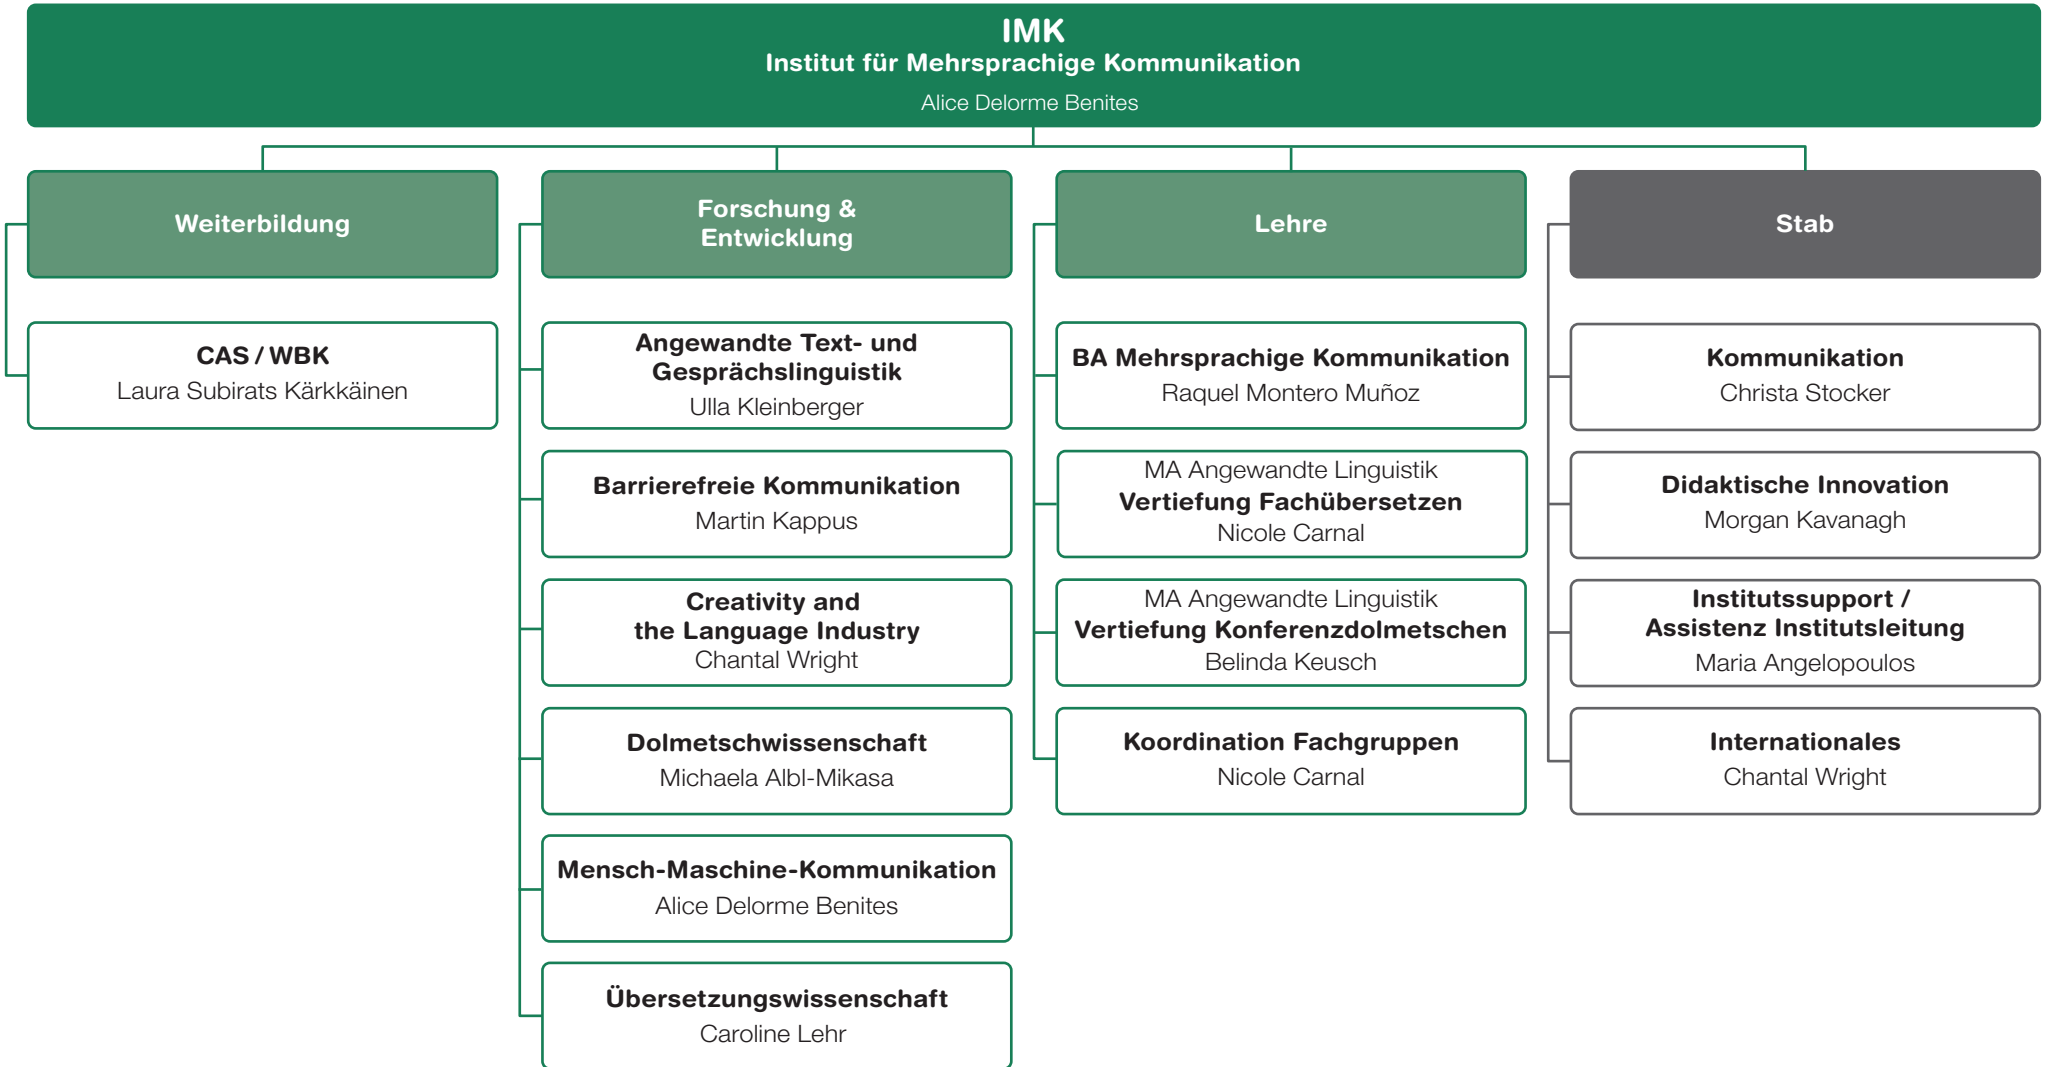 IMK
Institut für Mehrsprachige Kommunikation
Alice Delorme Benites
Weiterbildung
CAS / WBK
Laura Subirats Kärkkäinen
Forschung &
Entwicklung
Angewandte Text- und
Gesprächslinguistik
Ulla Kleinberger
Barrierefreie Kommunikation
Martin Kappus
Creativity and
the Language Industry
Chantal Wright
Dolmetschwissenschaft
Michaela Albl-Mikasa
Mensch-Maschine-Kommunikation
Alice Delorme Benites
Übersetzungswissenschaft
Caroline Lehr
Lehre
BA Mehrsprachige Kommunikation
Raquel Montero Muñoz
MA Angewandte Linguistik
Vertiefung Fachübersetzen
Nicole Carnal
MA Angewandte Linguistik
Vertiefung Konferenzdolmetschen
Belinda Keusch
Koordination Fachgruppen
Nicole Carnal
Stab
Kommunikation
Christa Stocker
Didaktische Innovation
Morgan Kavanagh
Institutssupport /
Assistenz Institutsleitung
Maria Angelopoulos
Internationales
Chantal Wright